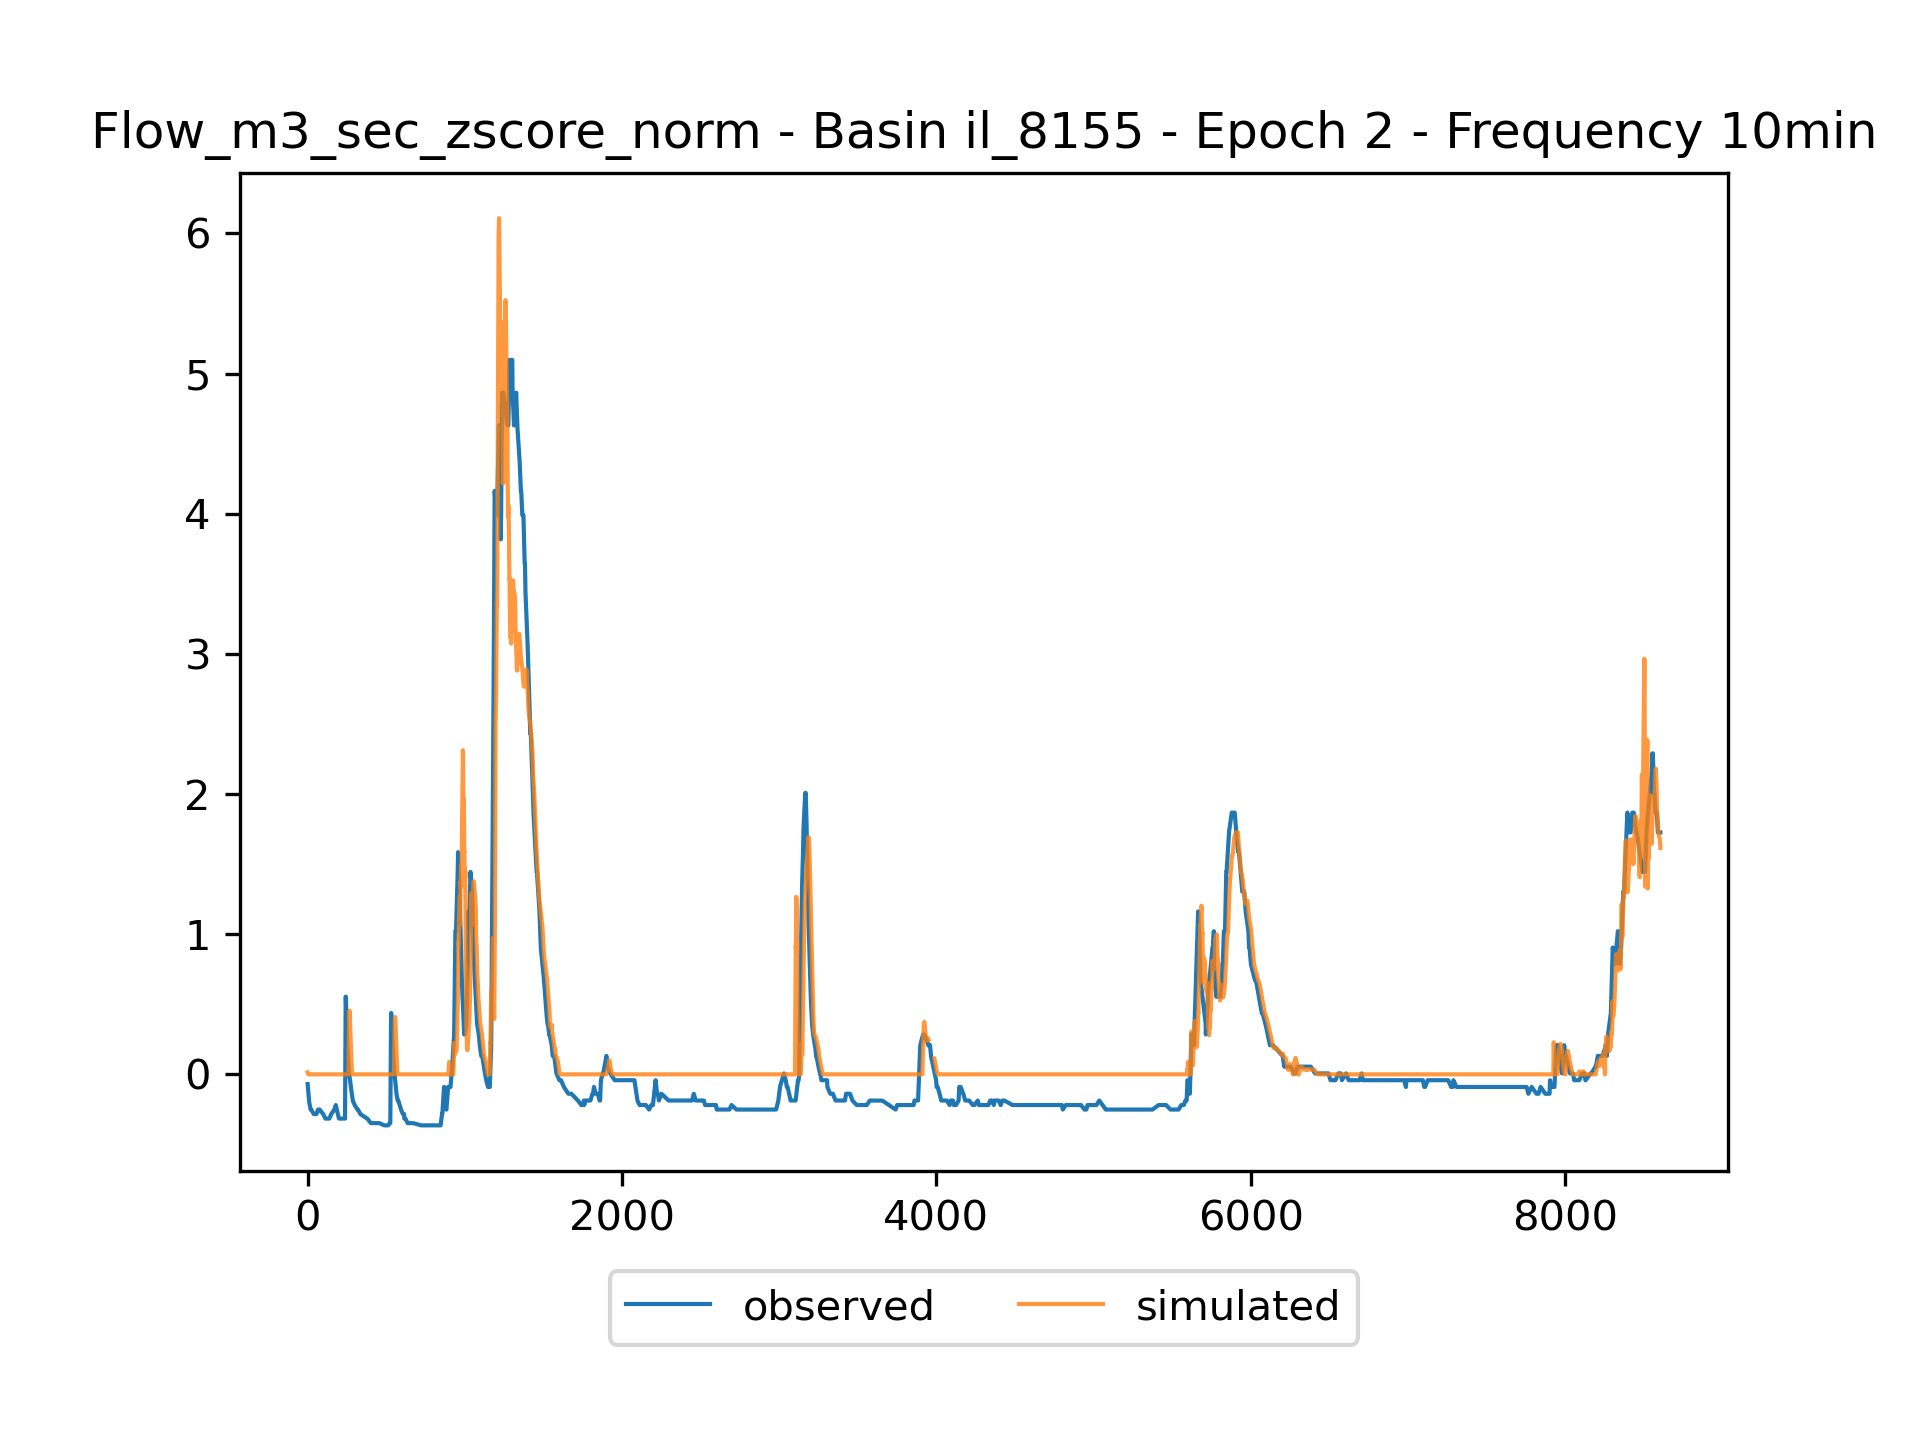 Flow_m3_sec_zscore_norm - Basin il_8155 - Epoch 2 - Frequency 10min
6
5
4
3
2
1
0
0 2000 4000 6000 8000
observed simulated